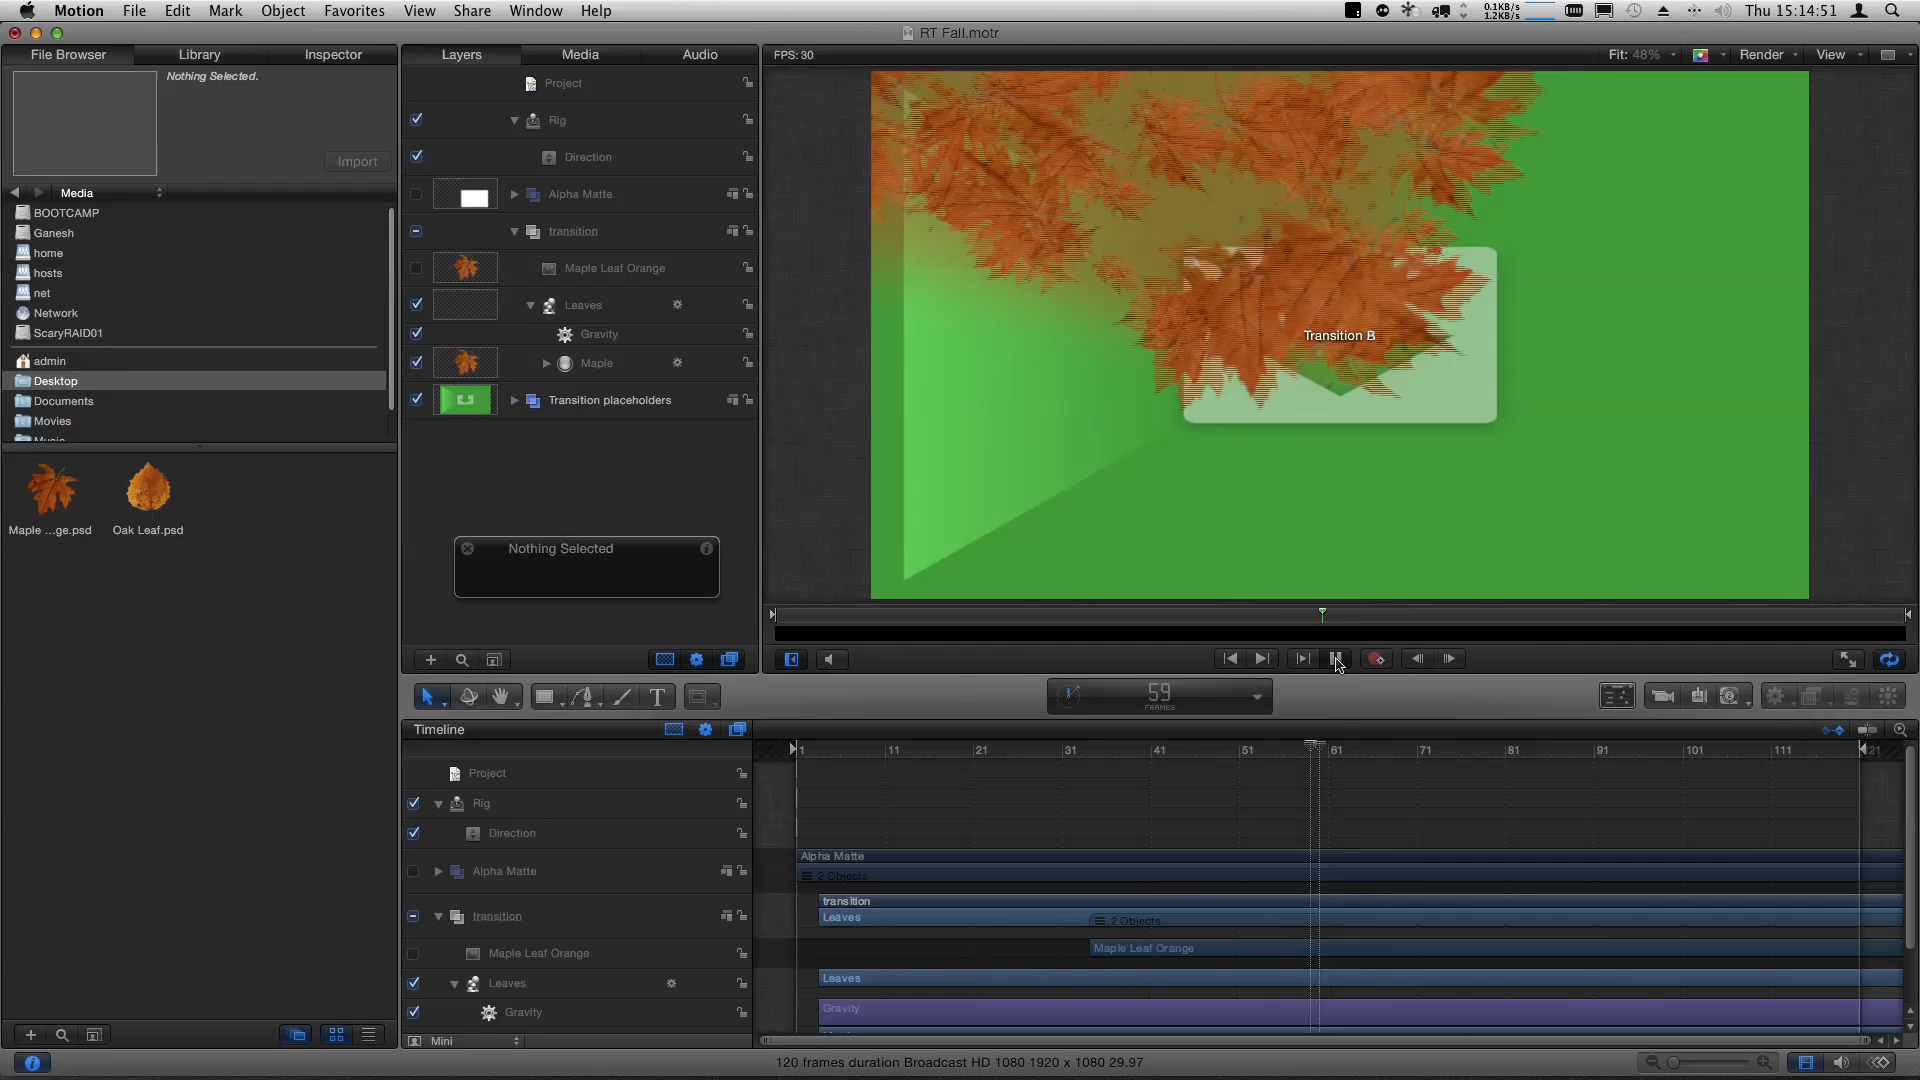 Motion File Edit Mark Object Favorites View Share Window Help
0.1KB/s
1.2KB/s
Thu 15:14:51
RT Fall.motr
File Browser Library Inspector
Nothing Selected.
Import
Media
BOOTCAMP
Ganesh
home
hosts
net
Network
ScaryRAID01
admin
Desktop
Documents
Movies
Music
Maple ...ge.psd
Oak Leaf.psd
Layers Media Audio
Project
Rig
Direction
Alpha Matte
transition
Maple Leaf Orange
Leaves
Gravity
Maple
Transition placeholders
Nothing Selected
FPS: 30
Fit: 48%
Render
View
Transition B
59
FRAMES
Timeline
1 11 21 31 41 51 61 71 81 91 101 111 121
Project
Rig
Direction
Alpha Matte
transition
Maple Leaf Orange
Leaves
Gravity
Alpha Matte
2 Objects
transition
Leaves
2 Objects
Maple Leaf Orange
Leaves
Gravity
Mini
120 frames duration Broadcast HD 1080 1920 x 1080 29.97